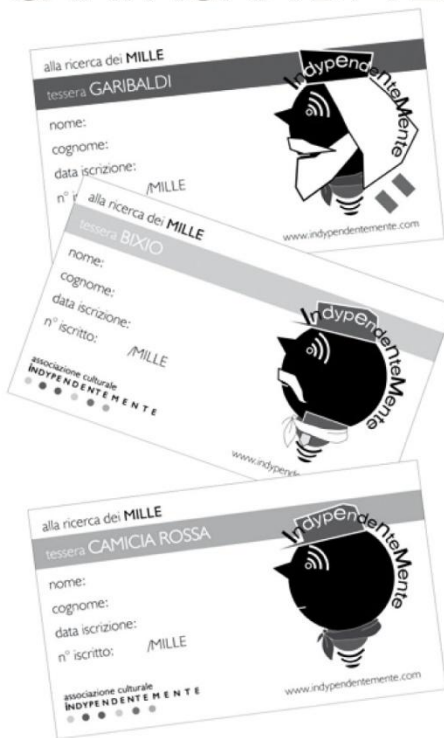 alla ricerca dei MILLE
tessera GARIBALDI
IndypendenteMente
nome:
cognome:
data iscrizione:
n° /MILLE
www.indypendentemente.com
alla ricerca dei MILLE
tessera BIXIO
IndypendenteMente
nome:
cognome:
data iscrizione:
n° iscritto: /MILLE
associazione culturale
INDYPENDENTEMENTE
alla ricerca dei MILLE
tessera CAMICIA ROSSA
IndypendenteMente
nome:
cognome:
data iscrizione:
n° iscritto: /MILLE
associazione culturale
INDYPENDENTEMENTE
www.indypendentemente.com